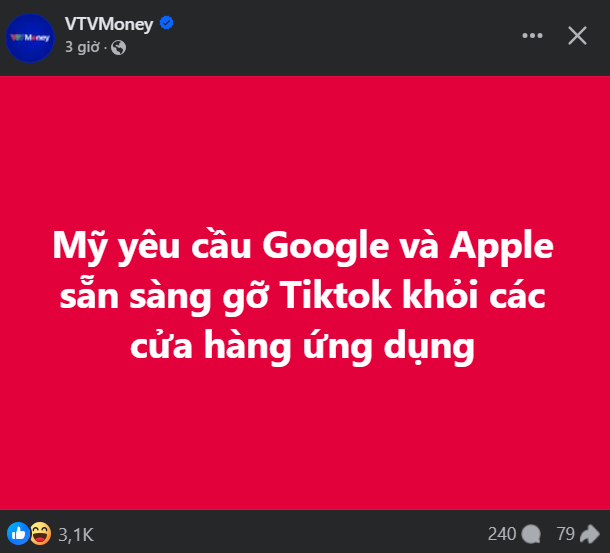 VTVMoney
VTVMoney
3 giờ ·
Mỹ yêu cầu Google và Apple
sẵn sàng gỡ Tiktok khỏi các
cửa hàng ứng dụng
3,1K
240
79